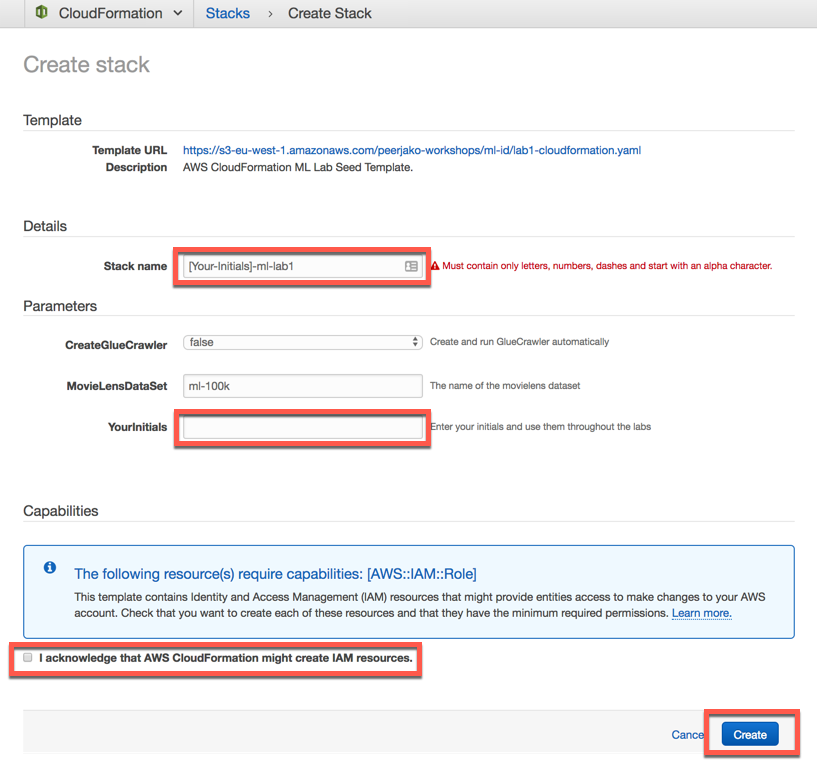 CloudFormation Stacks > Create Stack
Create stack
Template
Template URL https://s3-eu-west-1.amazonaws.com/peerjako-workshops/ml-id/lab1-cloudformation.yaml
Description AWS CloudFormation ML Lab Seed Template.
Details
Stack name [Your-Initials]-ml-lab1 Must contain only letters, numbers, dashes and start with an alpha character.
Parameters
CreateGlueCrawler false Create and run GlueCrawler automatically
MovieLensDataSet ml-100k The name of the movielens dataset
YourInitials Enter your initials and use them throughout the labs
Capabilities
The following resource(s) require capabilities: [AWS::IAM::Role]
This template contains Identity and Access Management (IAM) resources that might provide entities access to make changes to your AWS
account. Check that you want to create each of these resources and that they have the minimum required permissions. Learn more.
I acknowledge that AWS CloudFormation might create IAM resources.
Cance Create